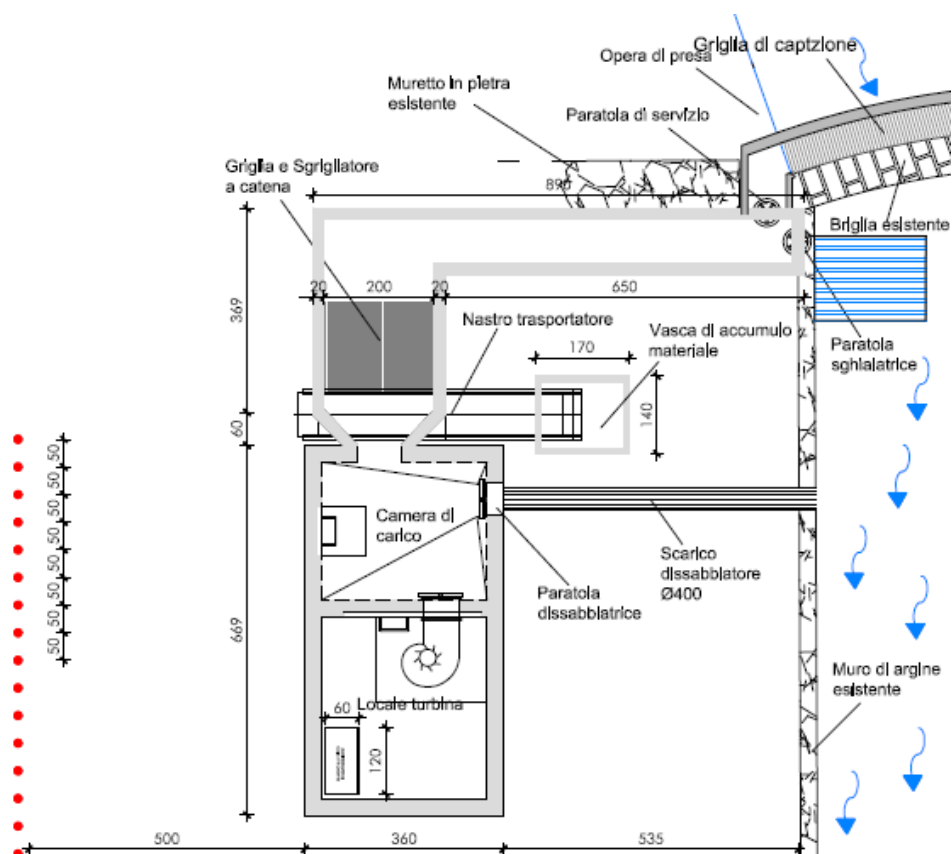 Griglia di captzione
Opera di presa
Muretto in pietra
esistente
Paratoia di servizio
Griglia e Sgrigliatore
a catena
890
Briglia esistente
20
200
20
650
369
Nastro trasportatore
Vasca di accumulo
materiale
Paratoia
sghiaiatrice
170
140
60
50
50
50
50
50
50
50
50
Camera di
carico
Scarico
dissabbiatore
Ø400
Paratoia
dissabbiatrice
669
Muro di argine
esistente
Locale turbina
60
120
500
360
535